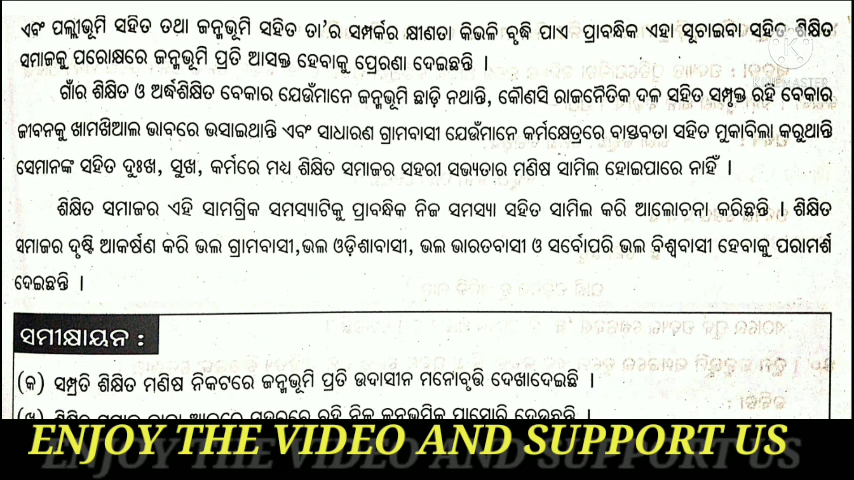 ଏବଂ ପଲ୍ଲୀଭୂମି ସହିତ ତଥା ଜନ୍ମଭୂମି ସହିତ ତା'ର ସମ୍ପର୍କର କ୍ଷୀଣତା କିଭଳି ବୃଦ୍ଧି ପାଏ ପ୍ରାବନ୍ଧିକ ଏହା ସୂଚାଇବା ସହିତ ଶିକ୍ଷିତ
ସମାଜକୁ ପରୋକ୍ଷରେ ଜନ୍ମଭୂମି ପ୍ରତି ଆସକ୍ତ ହେବାକୁ ପ୍ରେରଣା ଦେଇଛନ୍ତି ।
ଗାଁର ଶିକ୍ଷିତ ଓ ଅର୍ଦ୍ଧଶିକ୍ଷିତ ବେକାର ଯେଉଁମାନେ ଜନ୍ମଭୂମି ଛାଡ଼ି ନଥାନ୍ତି, କୌଣସି ରାଜନୈତିକ ଦଳ ସହିତ ସମ୍ପୃକ୍ତ ରହି ବେକାର
ଜୀବନକୁ ଖାମଖିଆଲ ଭାବରେ ଭସାଇଥାନ୍ତି ଏବଂ ସାଧାରଣ ଗ୍ରାମବାସୀ ଯେଉଁମାନେ କର୍ମକ୍ଷେତ୍ରରେ ବାସ୍ତବତା ସହିତ ମୁକାବିଲା କରୁଥାନ୍ତି
ସେମାନଙ୍କ ସହିତ ଦୁଃଖ, ସୁଖ, କର୍ମରେ ମଧ୍ୟ ଶିକ୍ଷିତ ସମାଜର ସହରୀ ସଭ୍ୟତାର ମଣିଷ ସାମିଲ ହୋଇପାରେ ନାହିଁ ।
ଶିକ୍ଷିତ ସମାଜର ଏହି ସାମଗ୍ରିକ ସମସ୍ୟାଟିକୁ ପ୍ରାବନ୍ଧିକ ନିଜ ସମସ୍ୟା ସହିତ ସାମିଲ କରି ଆଲୋଚନା କରିଛନ୍ତି । ଶିକ୍ଷିତ
ସମାଜର ଦୃଷ୍ଟି ଆକର୍ଷଣ କରି ଭଲ ଗ୍ରାମବାସୀ,ଭଲ ଓଡ଼ିଶାବାସୀ, ଭଲ ଭାରତବାସୀ ଓ ସର୍ବୋପରି ଭଲ ବିଶ୍ୱବାସୀ ହେବାକୁ ପରାମର୍ଶ
ଦେଇଛନ୍ତି ।
ସମୀକ୍ଷାୟନ :
(କ) ସମ୍ପ୍ରତି ଶିକ୍ଷିତ ମଣିଷ ନିକଟରେ ଜନ୍ମଭୂମି ପ୍ରତି ଉଦାସୀନ ମନୋବୃତ୍ତି ଦେଖାଦେଇଛି ।
ENJOY THE VIDEO AND SUPPORT US